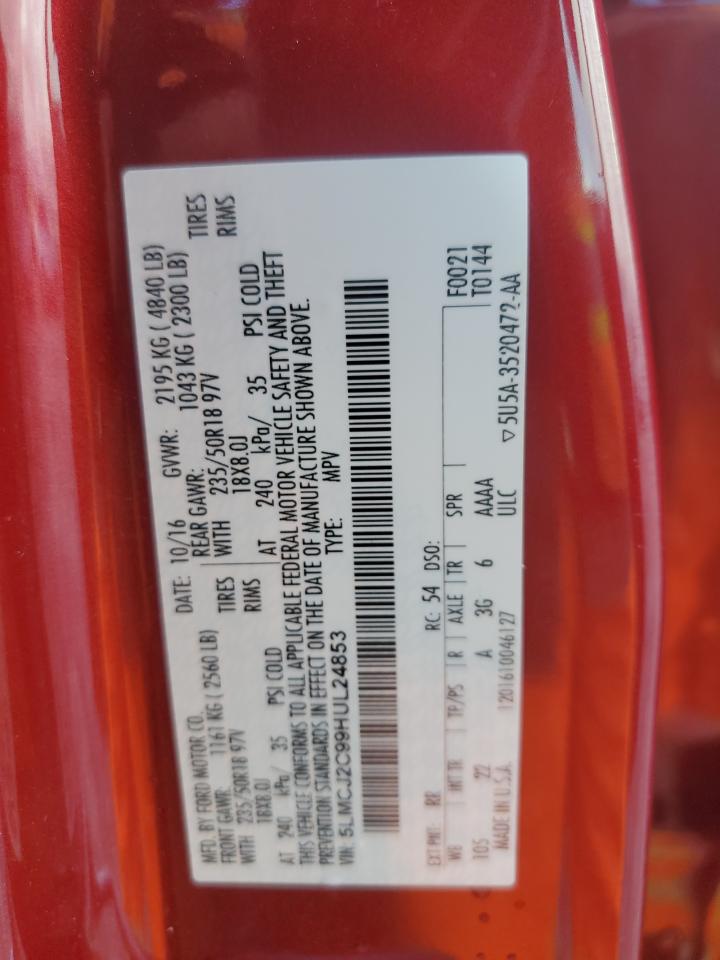 MFD. BY FORD MOTOR CO.
DATE: 10/16 GVWR: 2195 KG ( 4840 LB)
FRONT GAWR: 1161 KG ( 2560 LB) REAR GAWR: 1043 KG ( 2300 LB)
WITH 235/50R18 97V TIRES WITH 235/50R18 97V TIRES
18X8.0J RIMS 18X8.0J RIMS
AT 240 kPa/ 35 PSI COLD AT 240 kPa/ 35 PSI COLD
THIS VEHICLE CONFORMS TO ALL APPLICABLE FEDERAL MOTOR VEHICLE SAFETY AND THEFT
PREVENTION STANDARDS IN EFFECT ON THE DATE OF MANUFACTURE SHOWN ABOVE.
VIN: 5LMCJ2C99HUL24853 TYPE: MPV
EXT PNT: RR RC: 54 DSO: F0021
WB INT TR TP/PS R AXLE TR SPR T0144
105 22 A 3G 6 AAAA
MADE IN U.S.A. 1201610046127 ULC ▽5U5A-3520472-AA